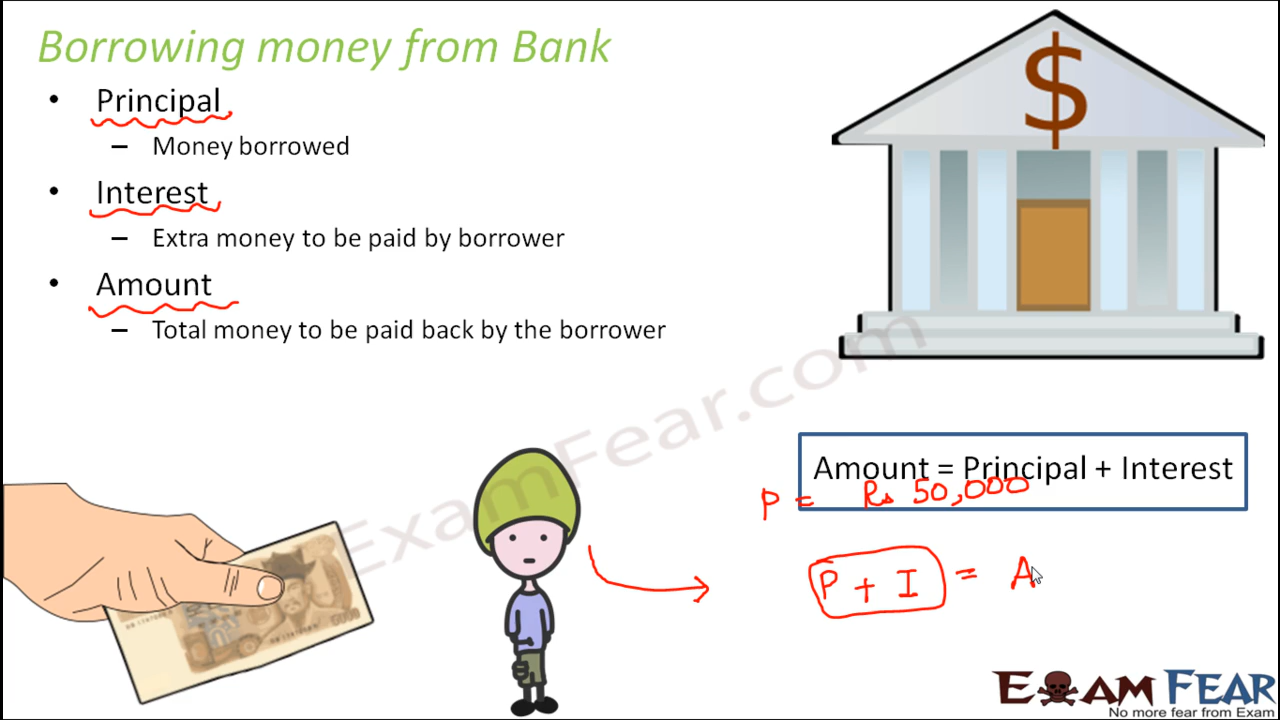 Borrowing money from Bank
• Principal
– Money borrowed
• Interest
– Extra money to be paid by borrower
• Amount
– Total money to be paid back by the borrower
$
ExamFear.com
Amount = Principal + Interest
P = Rs 50,000
P + I = A
EXAM FEAR
No more fear from Exam